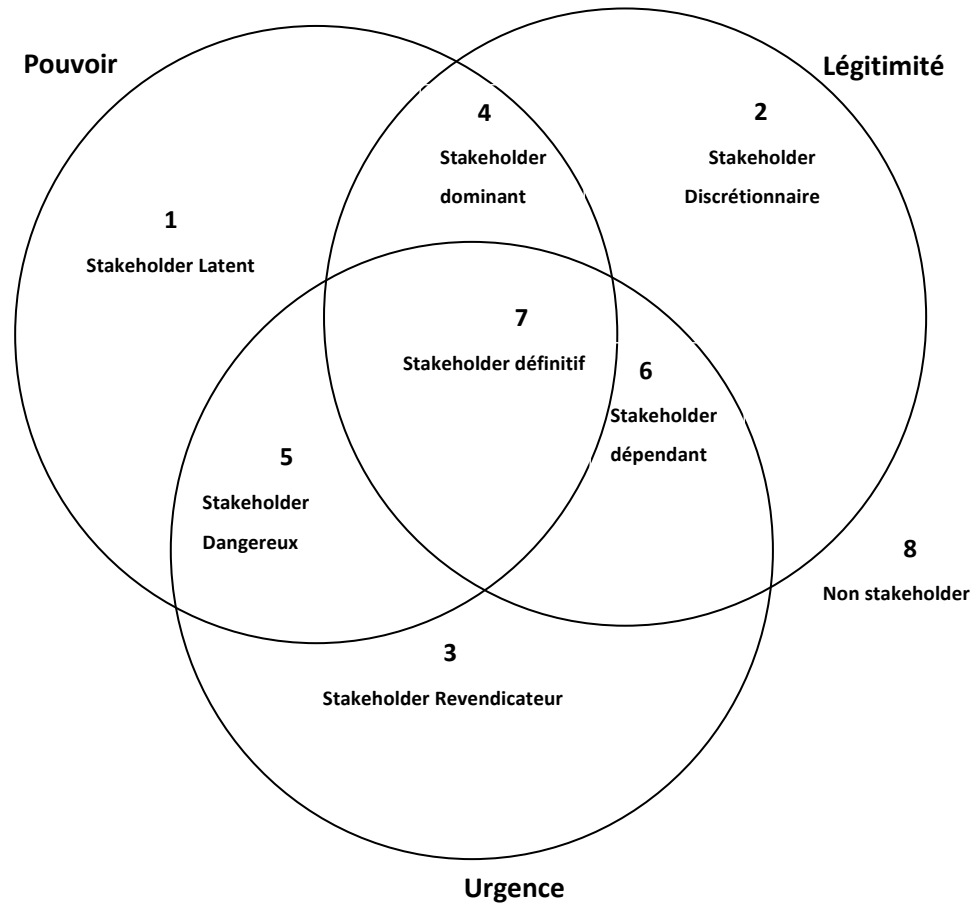 Pouvoir
Légitimité
4
Stakeholder
dominant
2
Stakeholder
Discrétionnaire
1
Stakeholder Latent
7
Stakeholder définitif
6
Stakeholder
dépendant
5
Stakeholder
Dangereux
8
Non stakeholder
3
Stakeholder Revendicateur
Urgence